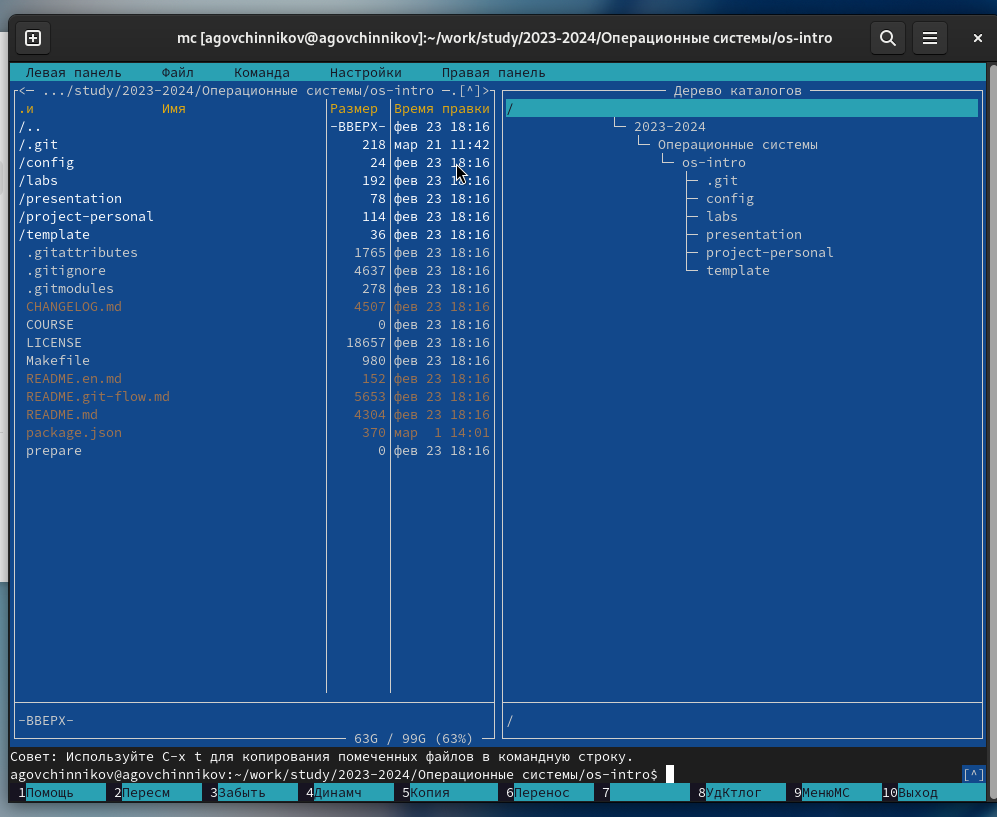 mc [agovchinnikov@agovchinnikov]:~/work/study/2023-2024/Операционные системы/os-intro
Левая панель Файл Команда Настройки Правая панель
<─ .../study/2023-2024/Операционные системы/os-intro ─.[^]>
.и Имя Размер Время правки
/.. -ВВЕРХ- фев 23 18:16
/.git 218 мар 21 11:42
/config 24 фев 23 18:16
/labs 192 фев 23 18:16
/presentation 78 фев 23 18:16
/project-personal 114 фев 23 18:16
/template 36 фев 23 18:16
.gitattributes 1765 фев 23 18:16
.gitignore 4637 фев 23 18:16
.gitmodules 278 фев 23 18:16
CHANGELOG.md 4507 фев 23 18:16
COURSE 0 фев 23 18:16
LICENSE 18657 фев 23 18:16
Makefile 980 фев 23 18:16
README.en.md 152 фев 23 18:16
README.git-flow.md 5653 фев 23 18:16
README.md 4304 фев 23 18:16
package.json 370 мар 1 14:01
prepare 0 фев 23 18:16
-ВВЕРХ-
63G / 99G (63%)
Дерево каталогов
/
2023-2024
Операционные системы
os-intro
.git
config
labs
presentation
project-personal
template
/
Совет: Используйте C-x t для копирования помеченных файлов в командную строку.
agovchinnikov@agovchinnikov:~/work/study/2023-2024/Операционные системы/os-intro$ [^]
1Помощь 2Пересм 3Забыть 4Динамч 5Копия 6Перенос 7 8УдКтлог 9МенюMC 10Выход